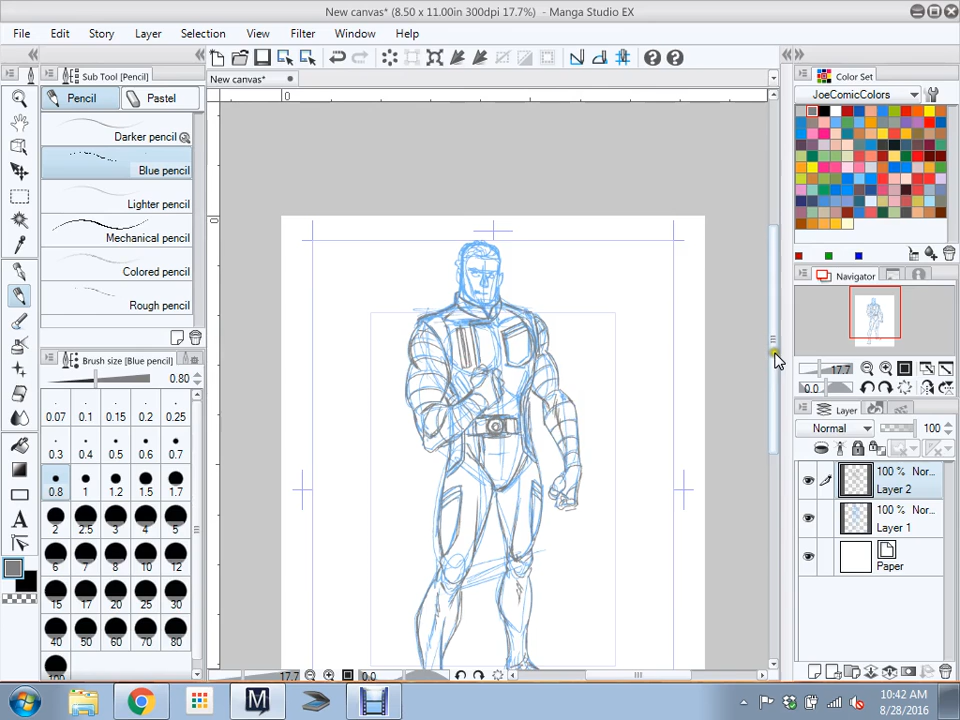 New canvas* (8.50 x 11.00in 300dpi 17.7%) - Manga Studio EX
File Edit Story Layer Selection View Filter Window Help
Sub Tool [Pencil]
Pencil Pastel
Darker pencil
Blue pencil
Lighter pencil
Mechanical pencil
Colored pencil
Rough pencil
Brush size [Blue pencil]
0.80
0.07 0.1 0.15 0.2 0.25
0.3 0.4 0.5 0.6 0.7
0.8 1 1.2 1.5 1.7
2 2.5 3 4 5
6 7 8 10 12
15 17 20 25 30
40 50 60 70 80
New canvas*
0
0
17.7
0.0
Color Set
JoeComicColors
Navigator
17.7
0.0
Layer
Normal 100
100 % Nor...
Layer 2
100 % Nor...
Layer 1
Paper
10:42 AM
8/28/2016